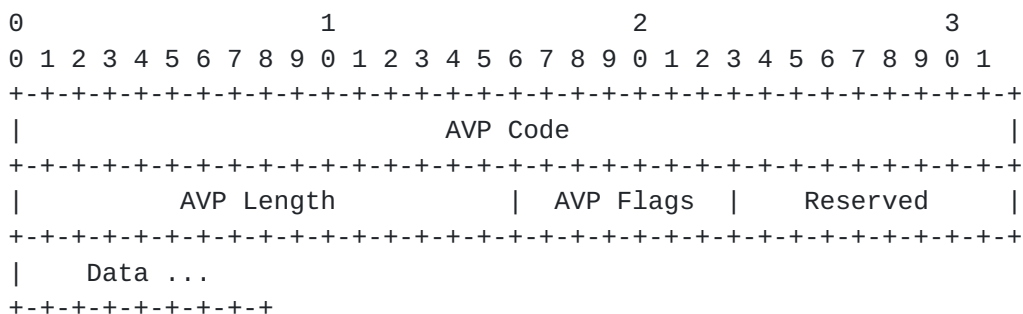 0                   1                   2                   3
0 1 2 3 4 5 6 7 8 9 0 1 2 3 4 5 6 7 8 9 0 1 2 3 4 5 6 7 8 9 0 1
+-+-+-+-+-+-+-+-+-+-+-+-+-+-+-+-+-+-+-+-+-+-+-+-+-+-+-+-+-+-+-+-+
|                           AVP Code                            |
+-+-+-+-+-+-+-+-+-+-+-+-+-+-+-+-+-+-+-+-+-+-+-+-+-+-+-+-+-+-+-+-+
|          AVP Length           |  AVP Flags  |    Reserved     |
+-+-+-+-+-+-+-+-+-+-+-+-+-+-+-+-+-+-+-+-+-+-+-+-+-+-+-+-+-+-+-+-+
|    Data ...
+-+-+-+-+-+-+-+-+